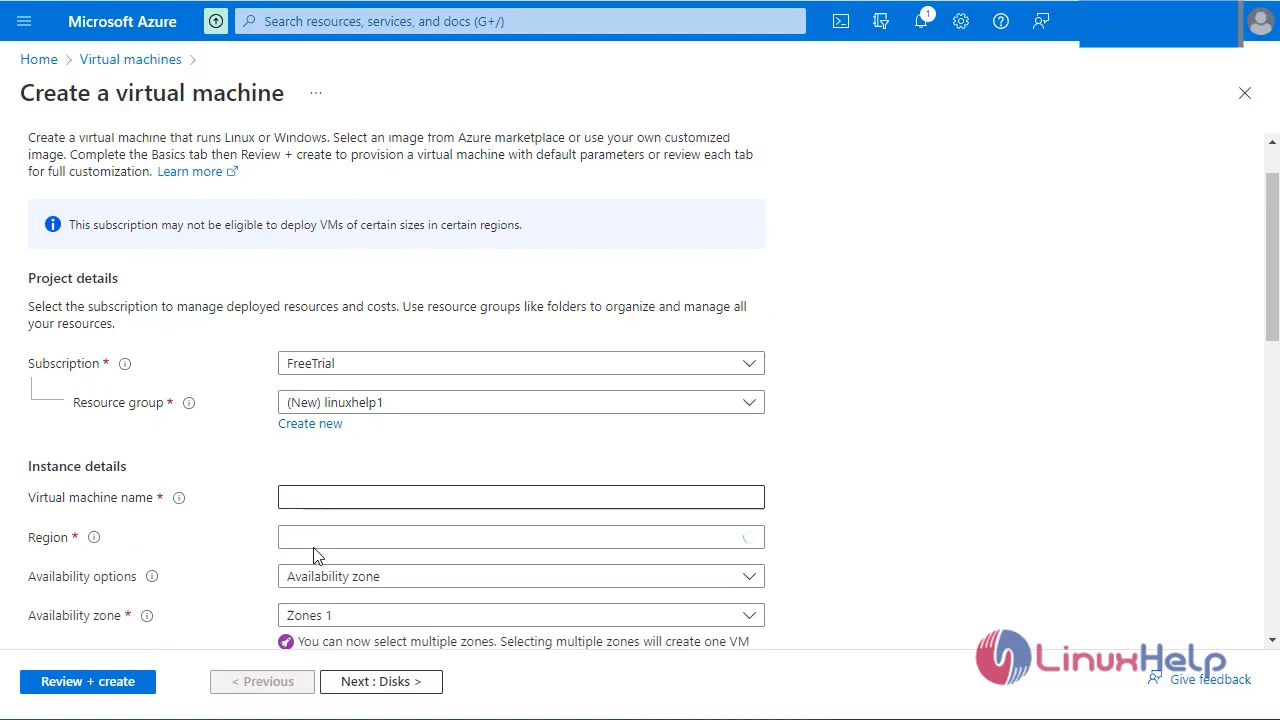 Microsoft Azure
Search resources, services, and docs (G+/)
1
Home > Virtual machines >
Create a virtual machine ...
Create a virtual machine that runs Linux or Windows. Select an image from Azure marketplace or use your own customized
image. Complete the Basics tab then Review + create to provision a virtual machine with default parameters or review each tab
for full customization. Learn more
This subscription may not be eligible to deploy VMs of certain sizes in certain regions.
Project details
Select the subscription to manage deployed resources and costs. Use resource groups like folders to organize and manage all
your resources.
Subscription *
FreeTrial
Resource group *
(New) linuxhelp1
Create new
Instance details
Virtual machine name *
Region *
Availability options
Availability zone
Availability zone *
Zones 1
You can now select multiple zones. Selecting multiple zones will create one VM
Review + create
< Previous
Next : Disks >
LinuxHelp
Give feedback